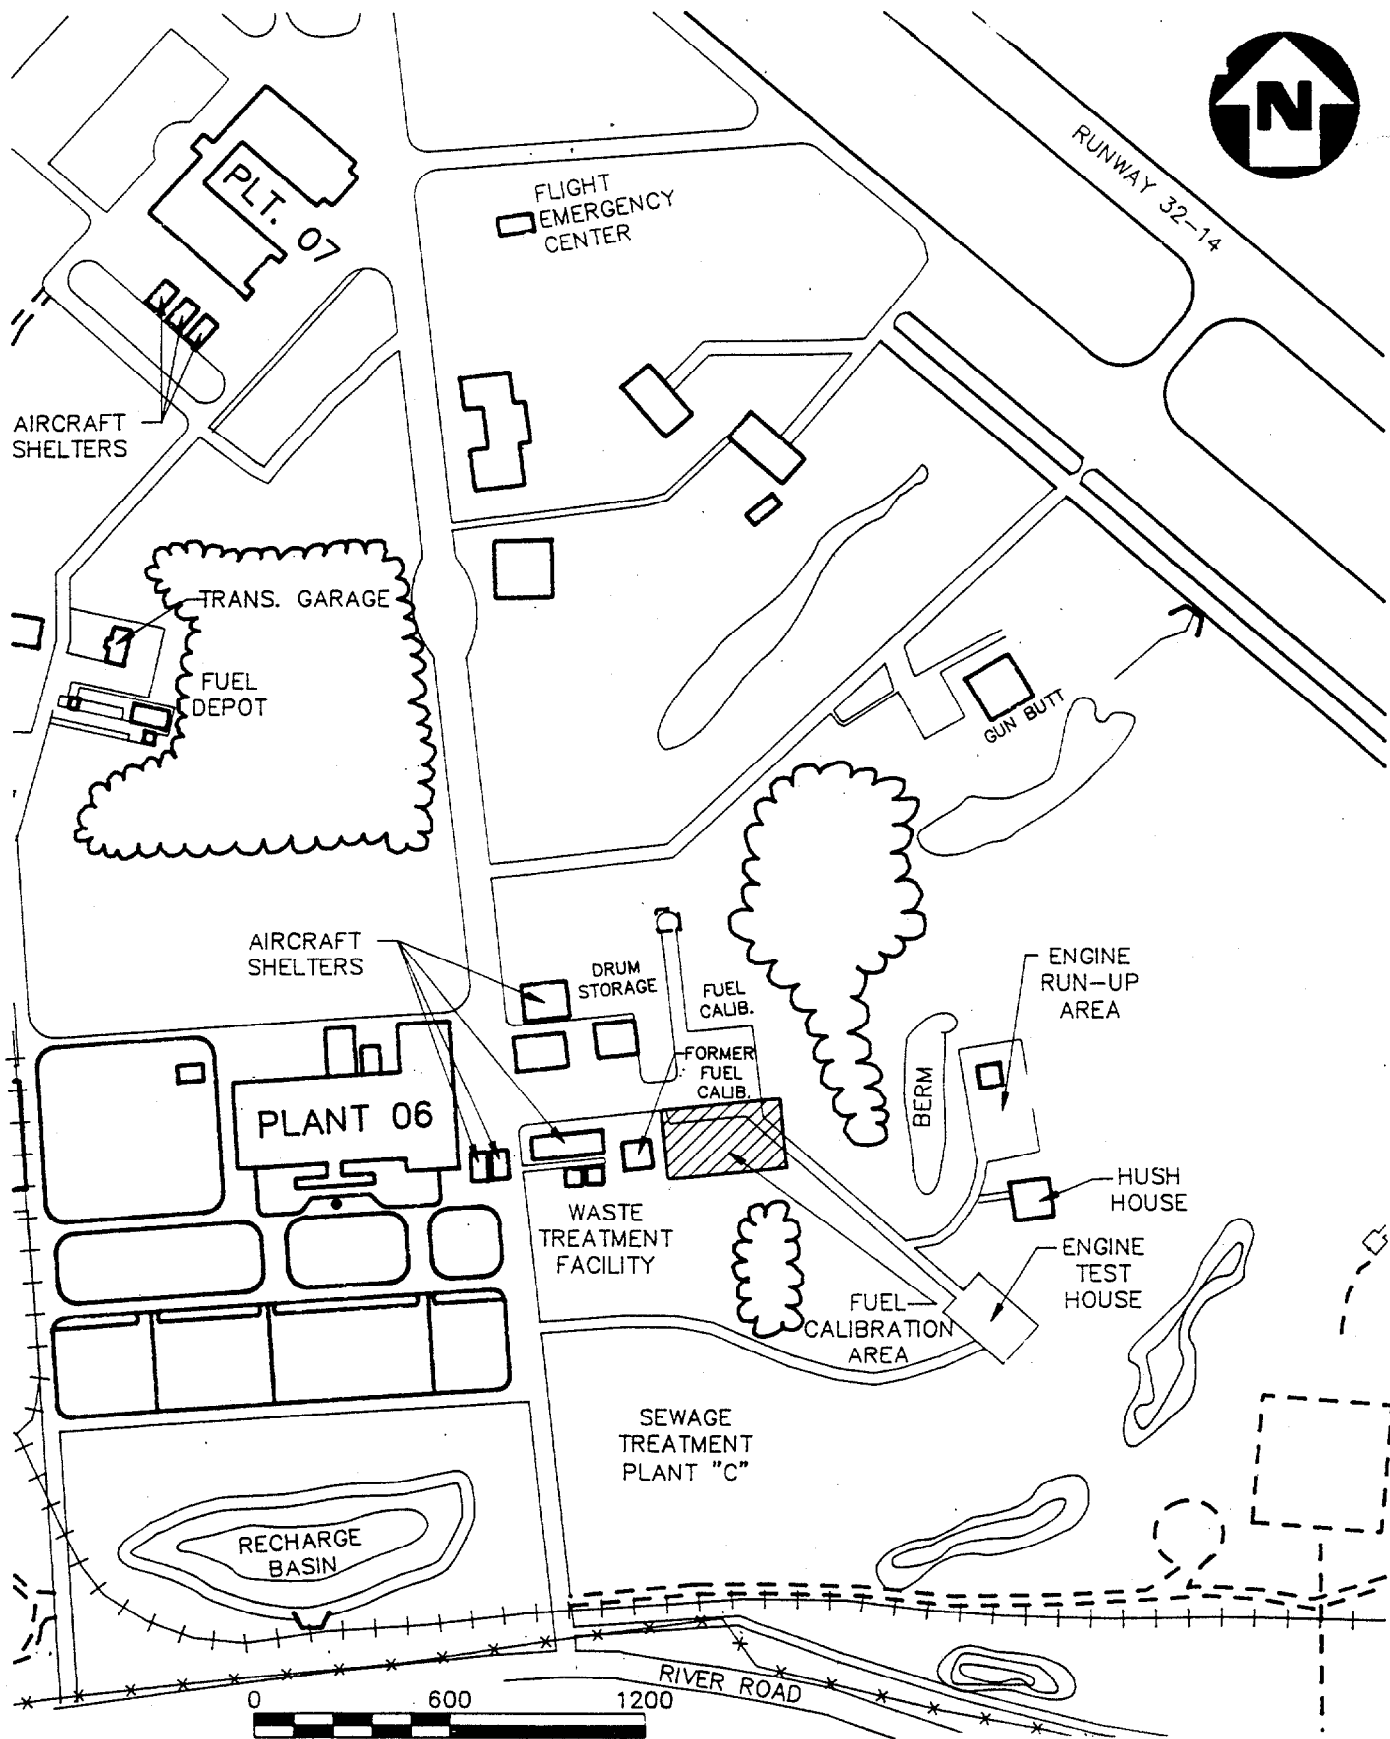 N
RUNWAY 32-14
PLT. 07
FLIGHT
EMERGENCY
CENTER
AIRCRAFT
SHELTERS
TRANS. GARAGE
FUEL
DEPOT
GUN BUTT
AIRCRAFT
SHELTERS
DRUM
STORAGE
FUEL
CALIB.
ENGINE
RUN-UP
AREA
FORMER
FUEL
CALIB.
BERM
PLANT 06
HUSH
HOUSE
WASTE
TREATMENT
FACILITY
ENGINE
TEST
HOUSE
FUEL
CALIBRATION
AREA
SEWAGE
TREATMENT
PLANT "C"
RECHARGE
BASIN
RIVER ROAD
0 600 1200